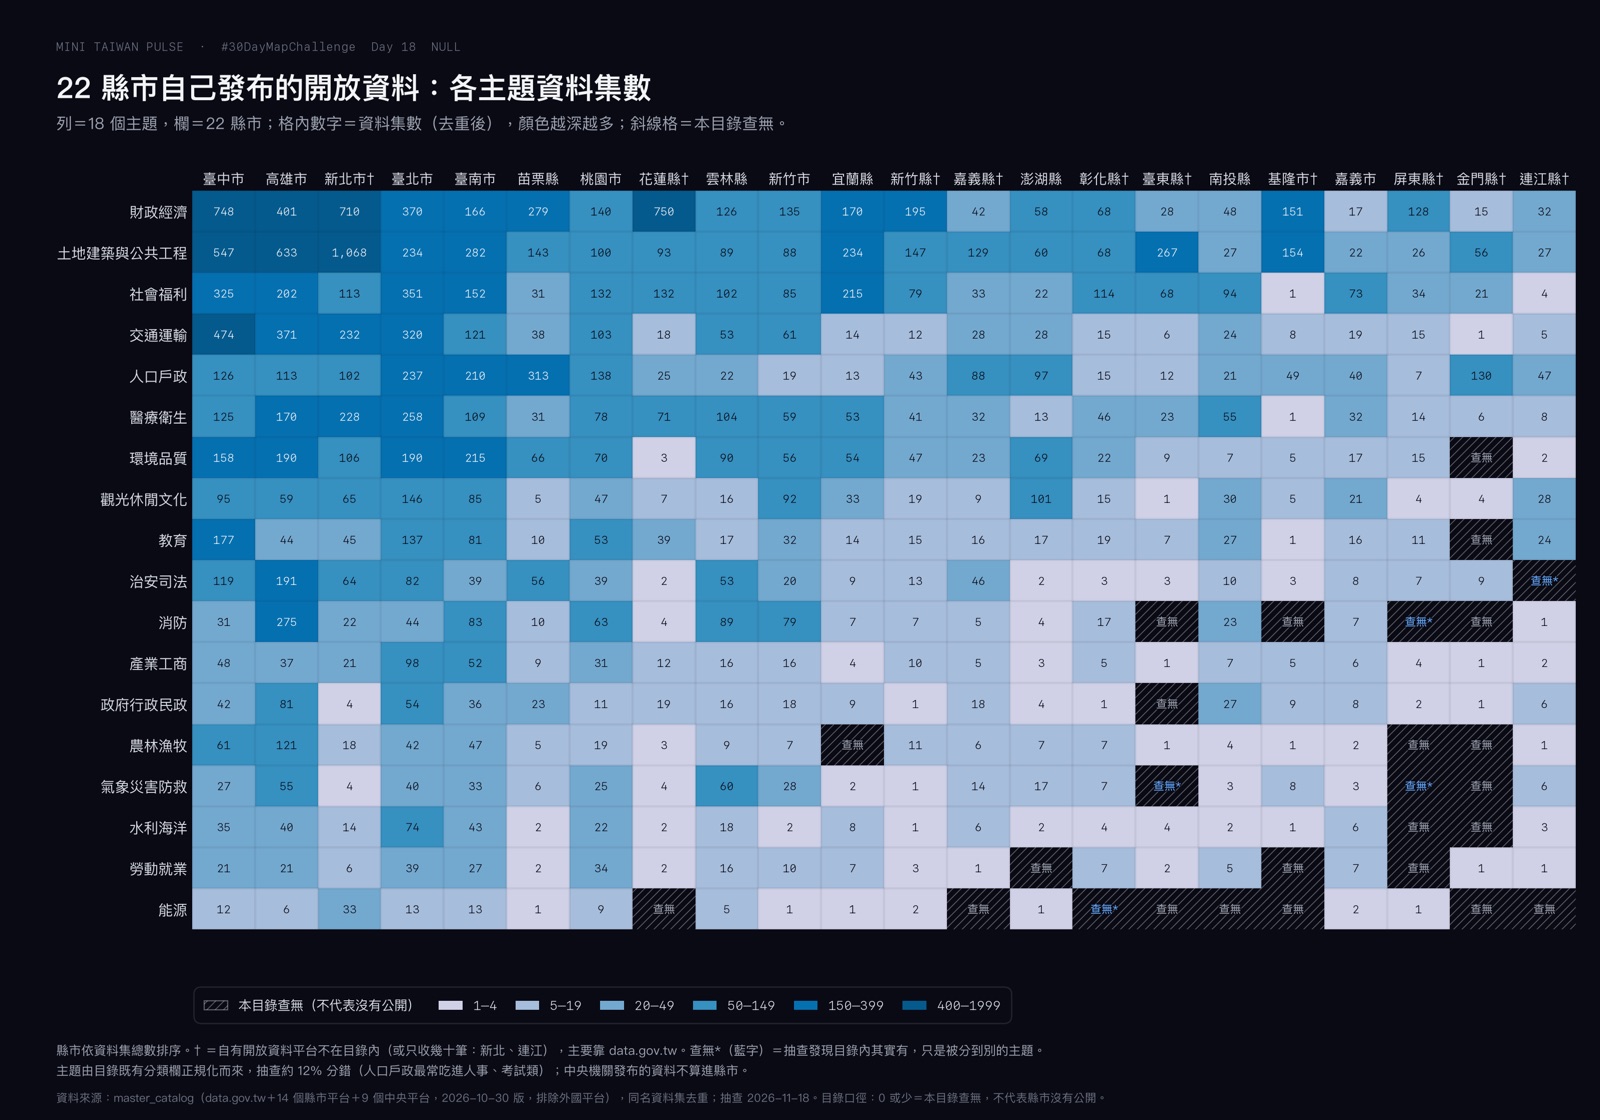 MINI TAIWAN PULSE · #30DayMapChallenge Day 18 NULL
22 縣市自己發布的開放資料：各主題資料集數
列＝18 個主題，欄＝22 縣市；格內數字＝資料集數（去重後），顏色越深越多；斜線格＝本目錄查無。
臺中市 高雄市 新北市† 臺北市 臺南市 苗栗縣 桃園市 花蓮縣† 雲林縣 新竹市 宜蘭縣 新竹縣† 嘉義縣† 澎湖縣 彰化縣† 臺東縣† 南投縣 基隆市† 嘉義市 屏東縣† 金門縣† 連江縣†
財政經濟 748 401 710 370 166 279 140 750 126 135 170 195 42 58 68 28 48 151 17 128 15 32
土地建築與公共工程 547 633 1,068 234 282 143 100 93 89 88 234 147 129 60 68 267 27 154 22 26 56 27
社會福利 325 202 113 351 152 31 132 132 102 85 215 79 33 22 114 68 94 1 73 34 21 4
交通運輸 474 371 232 320 121 38 103 18 53 61 14 12 28 28 15 6 24 8 19 15 1 5
人口戶政 126 113 102 237 210 313 138 25 22 19 13 43 88 97 15 12 21 49 40 7 130 47
醫療衛生 125 170 228 258 109 31 78 71 104 59 53 41 32 13 46 23 55 1 32 14 6 8
環境品質 158 190 106 190 215 66 70 3 90 56 54 47 23 69 22 9 7 5 17 15 查無 2
觀光休閒文化 95 59 65 146 85 5 47 7 16 92 33 19 9 101 15 1 30 5 21 4 4 28
教育 177 44 45 137 81 10 53 39 17 32 14 15 16 17 19 7 27 1 16 11 查無 24
治安司法 119 191 64 82 39 56 39 2 53 20 9 13 46 2 3 3 10 3 8 7 9 查無*
消防 31 275 22 44 83 10 63 4 89 79 7 7 5 4 17 查無 23 查無 7 查無* 查無 1
產業工商 48 37 21 98 52 9 31 12 16 16 4 10 5 3 5 1 7 5 6 4 1 2
政府行政民政 42 81 4 54 36 23 11 19 16 18 9 1 18 4 1 查無 27 9 8 2 1 6
農林漁牧 61 121 18 42 47 5 19 3 9 7 查無 11 6 7 7 1 4 1 2 查無 查無 1
氣象災害防救 27 55 4 40 33 6 25 4 60 28 2 1 14 17 7 查無* 3 8 3 查無* 查無 6
水利海洋 35 40 14 74 43 2 22 2 18 2 8 1 6 2 4 4 2 1 6 查無 查無 3
勞動就業 21 21 6 39 27 2 34 2 16 10 7 3 1 查無 7 2 5 查無 7 查無 1 1
能源 12 6 33 13 13 1 9 查無 5 1 1 2 查無 1 查無* 查無 查無 查無 2 1 查無 查無
本目錄查無（不代表沒有公開） 1–4 5–19 20–49 50–149 150–399 400–1999
縣市依資料集總數排序。† ＝自有開放資料平台不在目錄內（或只收幾十筆：新北、連江），主要靠 data.gov.tw。查無*（藍字）＝抽查發現目錄內其實有，只是被分到別的主題。
主題由目錄既有分類欄正規化而來，抽查約 12% 分錯（人口戶政最常吃進人事、考試類）；中央機關發布的資料不算進縣市。
資料來源：master_catalog（data.gov.tw＋14 個縣市平台＋9 個中央平台，2026-10-30 版，排除外國平台），同名資料集去重；抽查 2026-11-18。目錄口徑：0 或少＝本目錄查無，不代表縣市沒有公開。